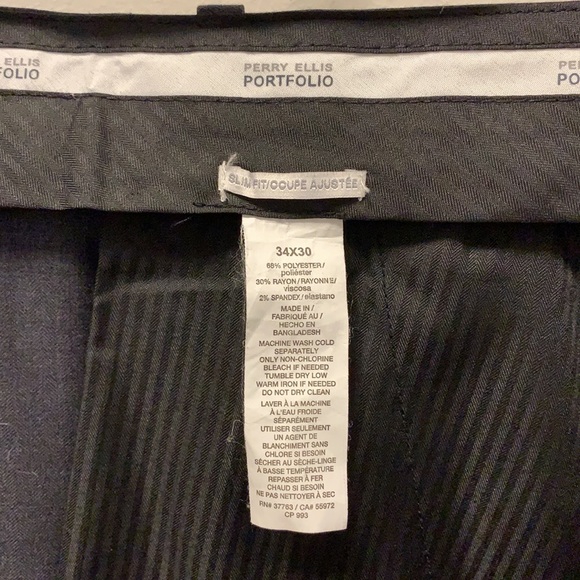 PERRY ELLIS
FOLIO
PERRY ELLIS
PORTFOLIO
PE
PO
SLIM FIT/COUPE AJUSTÉE
34X30
68% POLYESTER/
poliéster
30% RAYON/RAYONNE/
viscosa
2% SPANDEX/elastano
MADE IN/
FABRIQUÉ AU/
HECHO EN
BANGLADESH
MACHINE WASH COLD
SEPARATELY
ONLY NON-CHLORINE
BLEACH IF NEEDED
TUMBLE DRY LOW
WARM IRON IF NEEDED
DO NOT DRY CLEAN
LAVER À LA MACHINE
À L'EAU FROIDE
SÉPARÉMENT
UTILISER SEULEMENT
UN AGENT DE
BLANCHIMENT SANS
CHLORE SI BESOIN
SÉCHER AU SÈCHE-LINGE
À BASSE TEMPÉRATURE
REPASSER À FER
CHAUD SI BESOIN
NE PAS NETTOYER À SEC
RN# 37763 / CA# 55972
CP 993